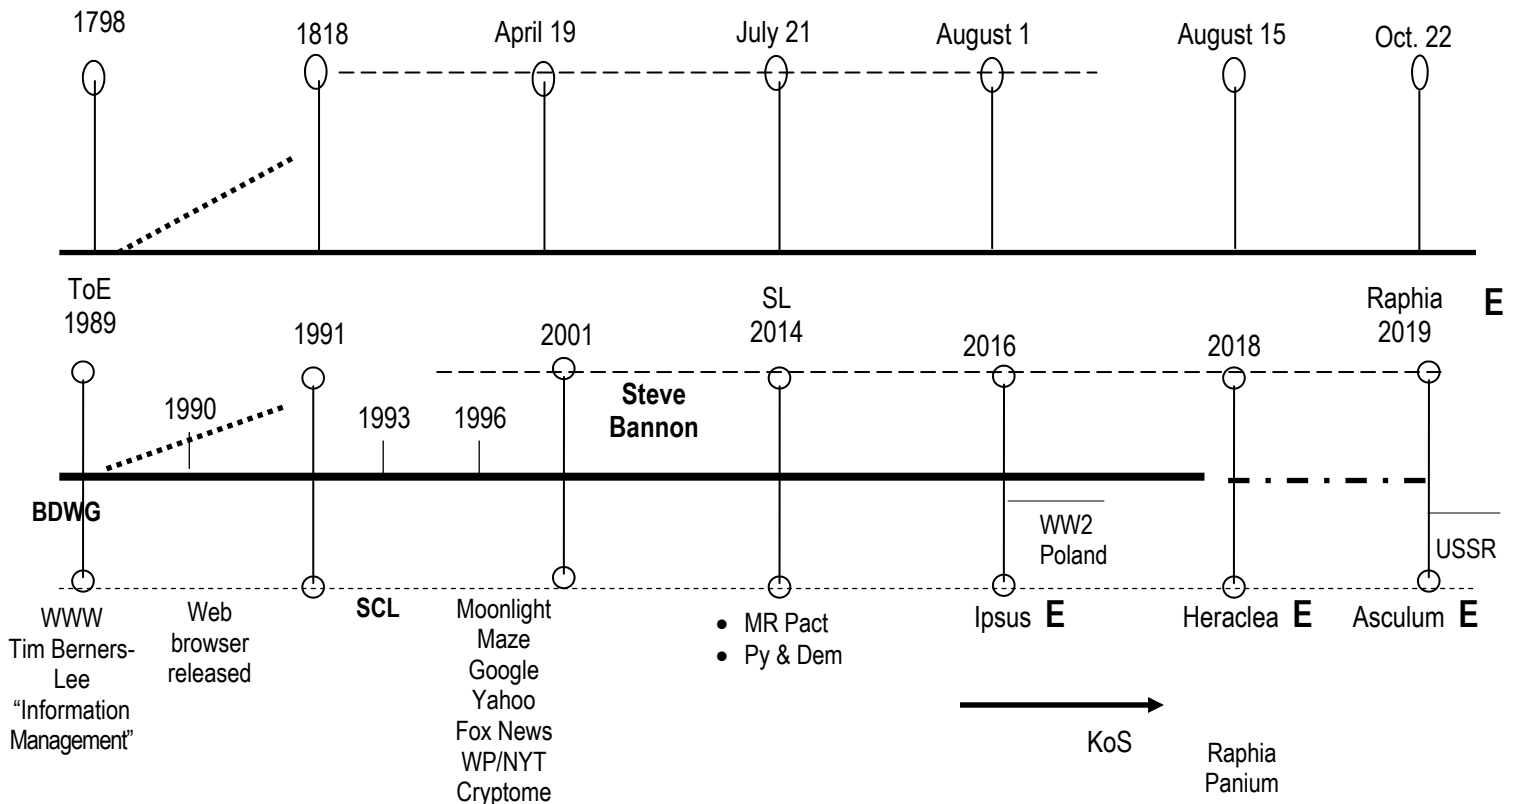 1798
1818
April 19
July 21
August 1
August 15
Oct. 22
ToE
1989
1991
2001
SL
2014
2016
2018
Raphia
2019
E
1990
1993
1996
Steve
Bannon
BDWG
WW2
Poland
USSR
WWW
Tim Berners-
Lee
“Information
Management”
Web
browser
released
SCL
Moonlight
Maze
Google
Yahoo
Fox News
WP/NYT
Cryptome
• MR Pact
• Py & Dem
Ipsus E
Heraclea E
Asculum E
KoS
Raphia
Panium